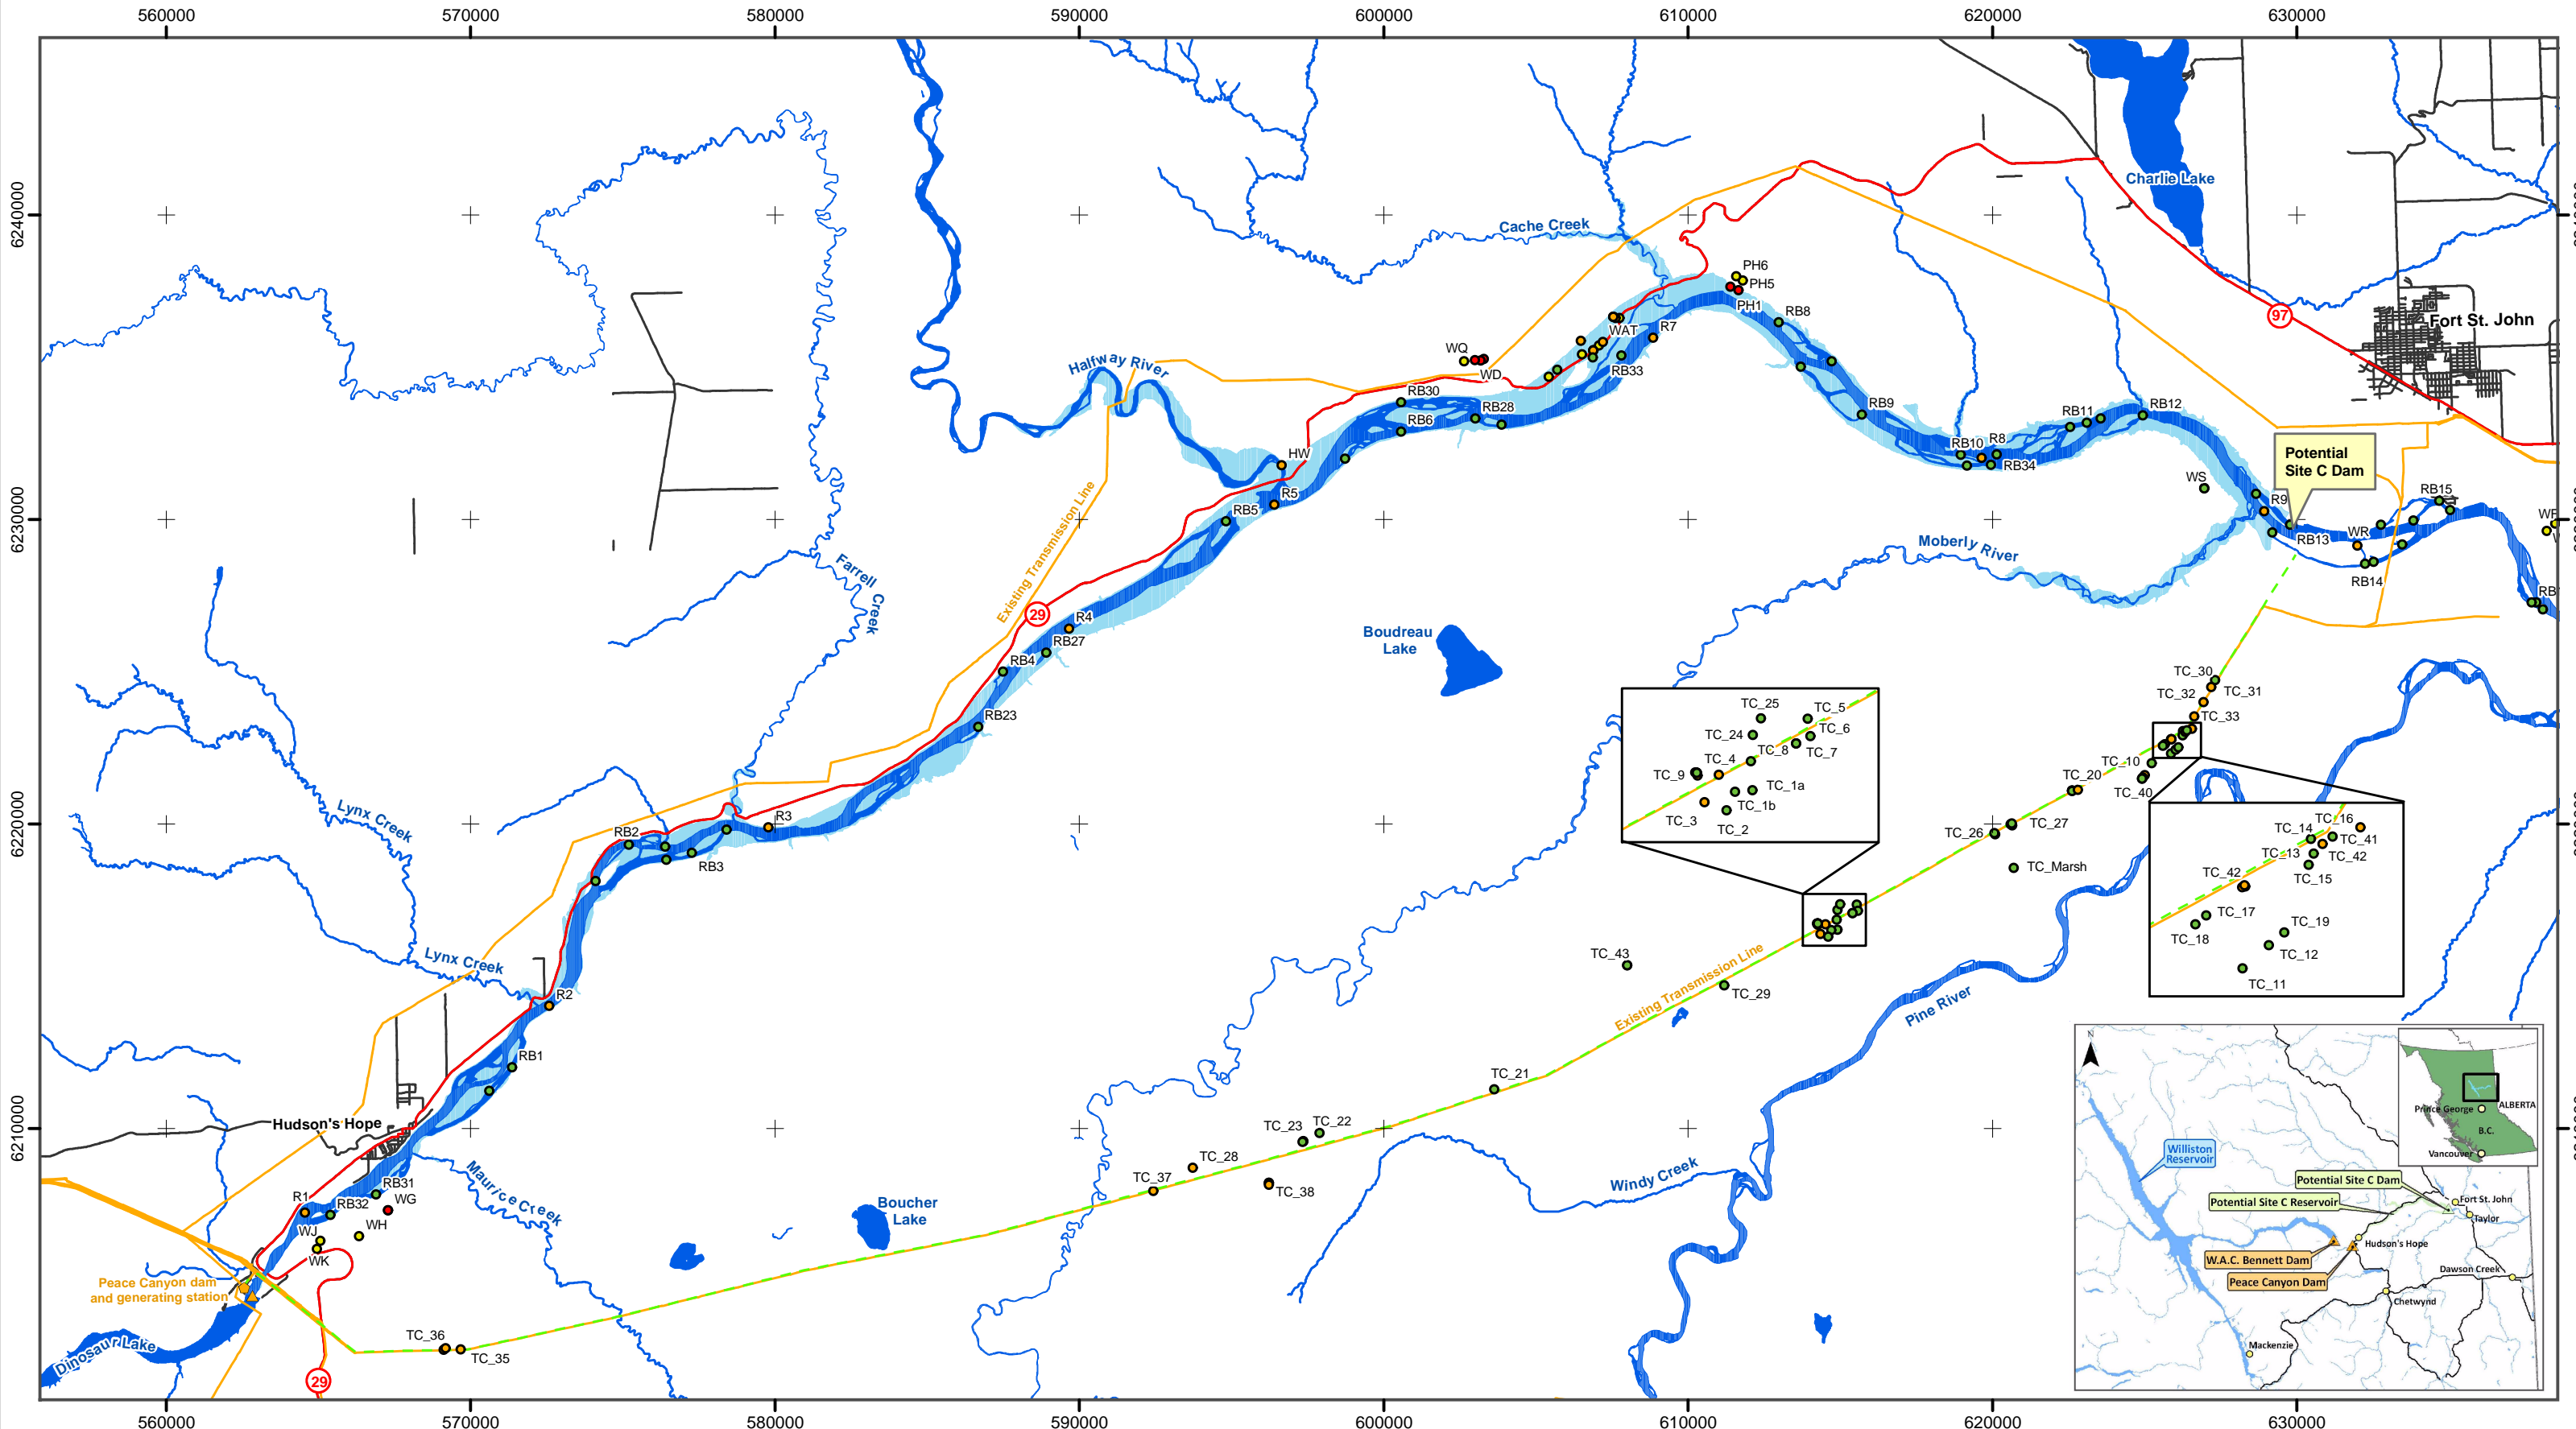 560000
570000
580000
590000
600000
610000
620000
630000
6240000
6230000
6220000
6210000
Charlie Lake
Cache Creek
97
Fort St. John
PH6
PH5
PH1
RB8
WAT
R7
WQ
WD
RB33
Halfway River
RB30
RB28
RB6
RB9
RB11
RB12
RB10
R8
RB34
HW
R5
RB5
Potential
Site C Dam
WS
R9
RB15
WR
RB13
RB14
Existing Transmission Line
Farrell
Creek
Moberly River
29
R4
RB27
RB4
Boudreau
Lake
RB23
TC_30
TC_31
TC_32
TC_33
TC_10
TC_20
TC_40
TC_25
TC_5
TC_24
TC_6
TC_8
TC_7
TC_4
TC_9
TC_1a
TC_1b
TC_3
TC_2
Lynx Creek
RB2
R3
RB3
TC_26
TC_27
TC_Marsh
TC_16
TC_14
TC_41
TC_13
TC_42
TC_15
TC_42
TC_17
TC_19
TC_18
TC_12
TC_11
Lynx Creek
R2
TC_43
TC_29
Existing Transmission Line
Pine River
RB1
Hudson's Hope
TC_21
TC_23
TC_22
TC_28
TC_37
TC_38
Windy Creek
Maurice Creek
RB31
R1
RB32
WG
WJ
WH
WK
Boucher
Lake
Peace Canyon dam
and generating station
Dinosaur Lake
TC_36
TC_35
29
N
Prince George
ALBERTA
B.C.
Vancouver
Williston
Reservoir
Potential Site C Dam
Potential Site C Reservoir
Fort St. John
Taylor
Hudson's Hope
W.A.C. Bennett Dam
Peace Canyon Dam
Dawson Creek
Chetwynd
Mackenzie
560000
570000
580000
590000
600000
610000
620000
630000